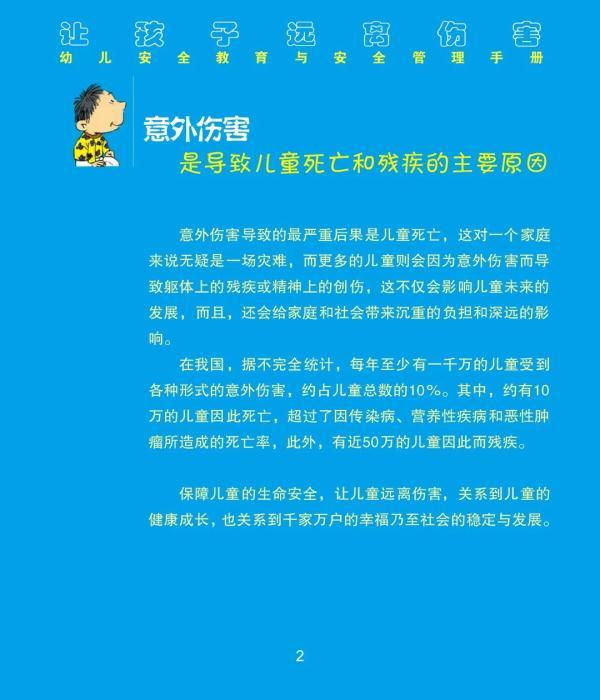 让孩子远离伤害
幼儿安全教育与安全管理手册
意外伤害
是导致儿童死亡和残疾的主要原因
意外伤害导致的最严重后果是儿童死亡，这对一个家庭
来说无疑是一场灾难，而更多的儿童则会因为意外伤害而导
致躯体上的残疾或精神上的创伤，这不仅会影响儿童未来的
发展，而且，还会给家庭和社会带来沉重的负担和深远的影
响。
在我国，据不完全统计，每年至少有一千万的儿童受到
各种形式的意外伤害，约占儿童总数的10%。其中，约有10
万的儿童因此死亡，超过了因传染病、营养性疾病和恶性肿
瘤所造成的死亡率，此外，有近50万的儿童因此而残疾。
保障儿童的生命安全，让儿童远离伤害，关系到儿童的
健康成长，也关系到千家万户的幸福乃至社会的稳定与发展。
2